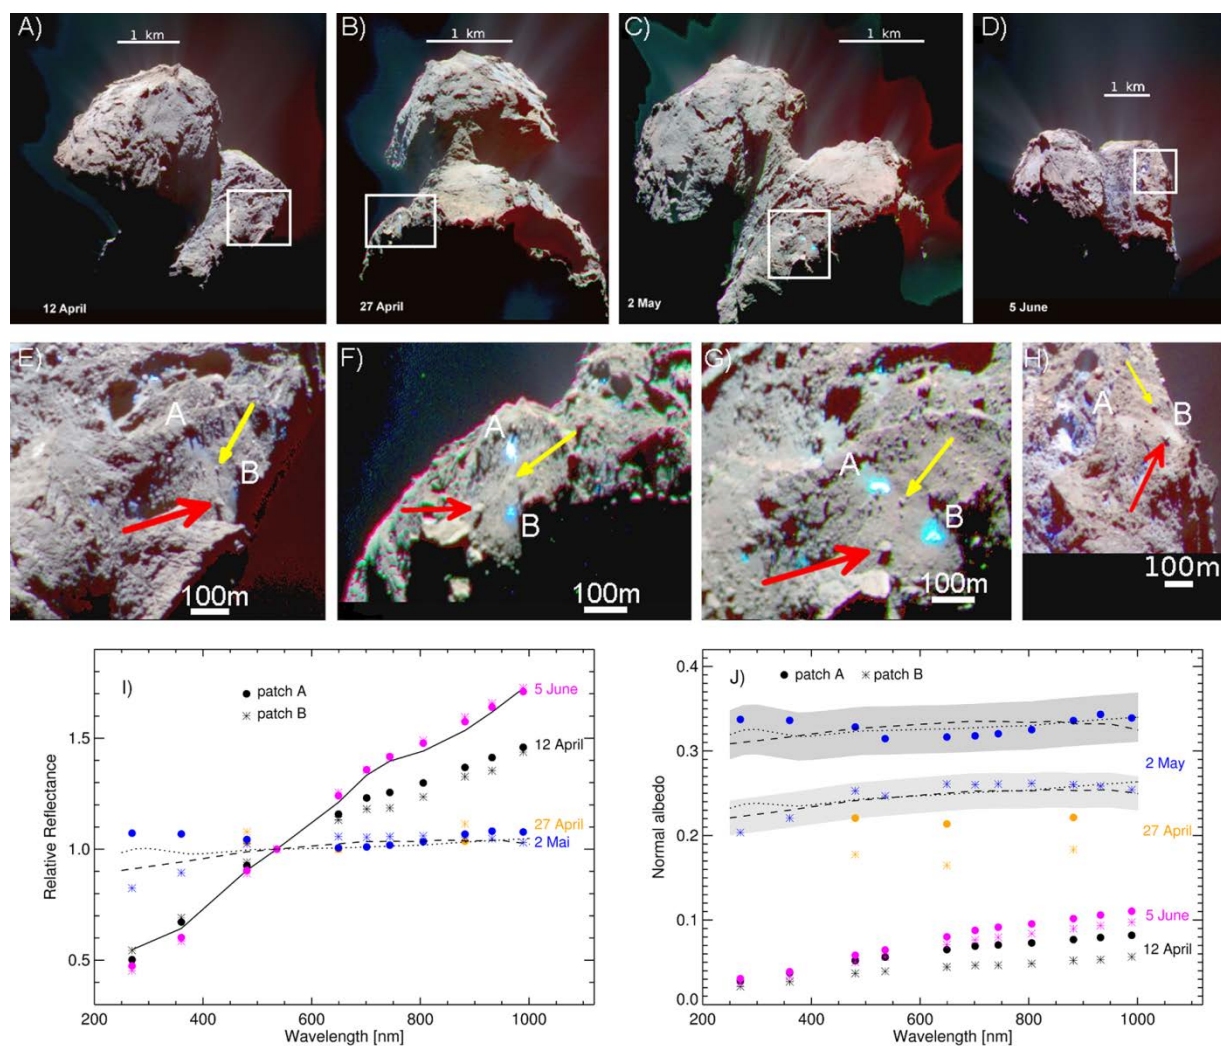 A)
1 km
12 April
B)
1 km
27 April
C)
1 km
2 May
D)
1 km
5 June
E)
A
B
100m
F)
A
B
100m
G)
A
B
100m
H)
A
B
100m
I)
patch A
patch B
5 June
12 April
27 April
2 Mai
Relative Reflectance
1.5
1.0
0.5
200 400 600 800 1000
Wavelength [nm]
J)
patch A patch B
2 May
27 April
5 June
12 April
Normal albedo
0.4
0.3
0.2
0.1
0.0
200 400 600 800 1000
Wavelength [nm]